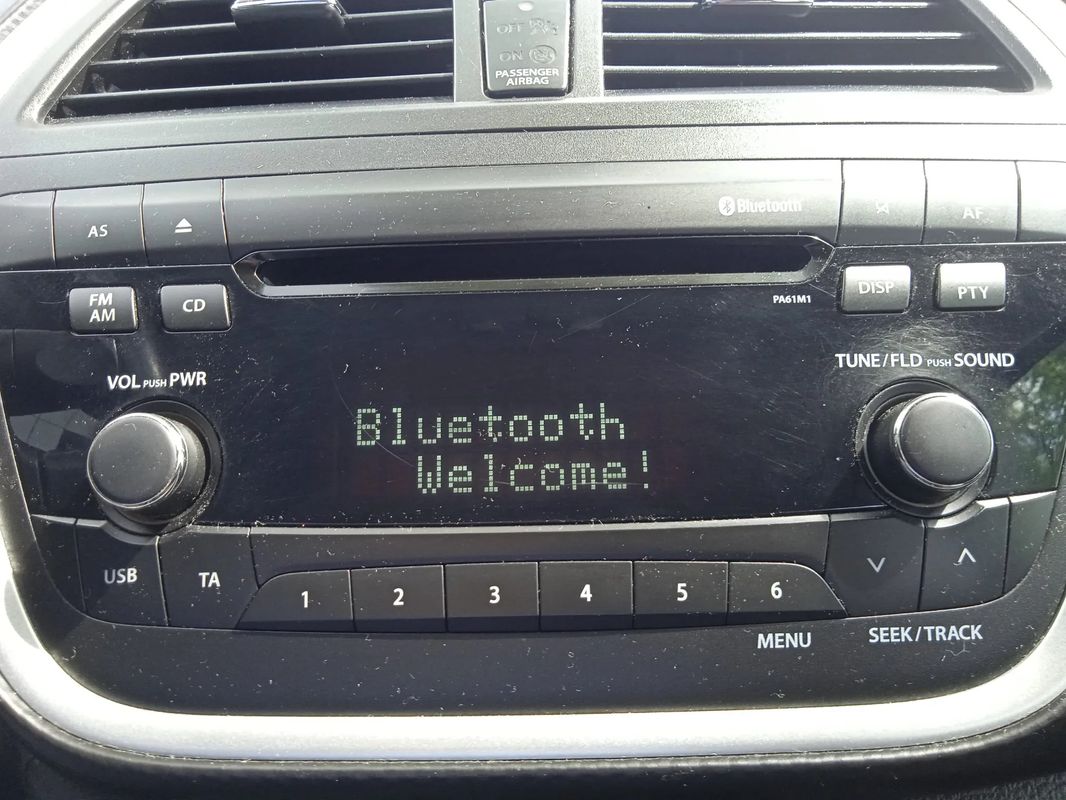 OFF
ON
PASSENGER
AIRBAG
AS
Bluetooth
AF
FM
AM
CD
PA61M1
DISP
PTY
VOL PUSH PWR
TUNE/FLD PUSH SOUND
Bluetooth
Welcome!
USB
TA
1
2
3
4
5
6
MENU
SEEK/TRACK